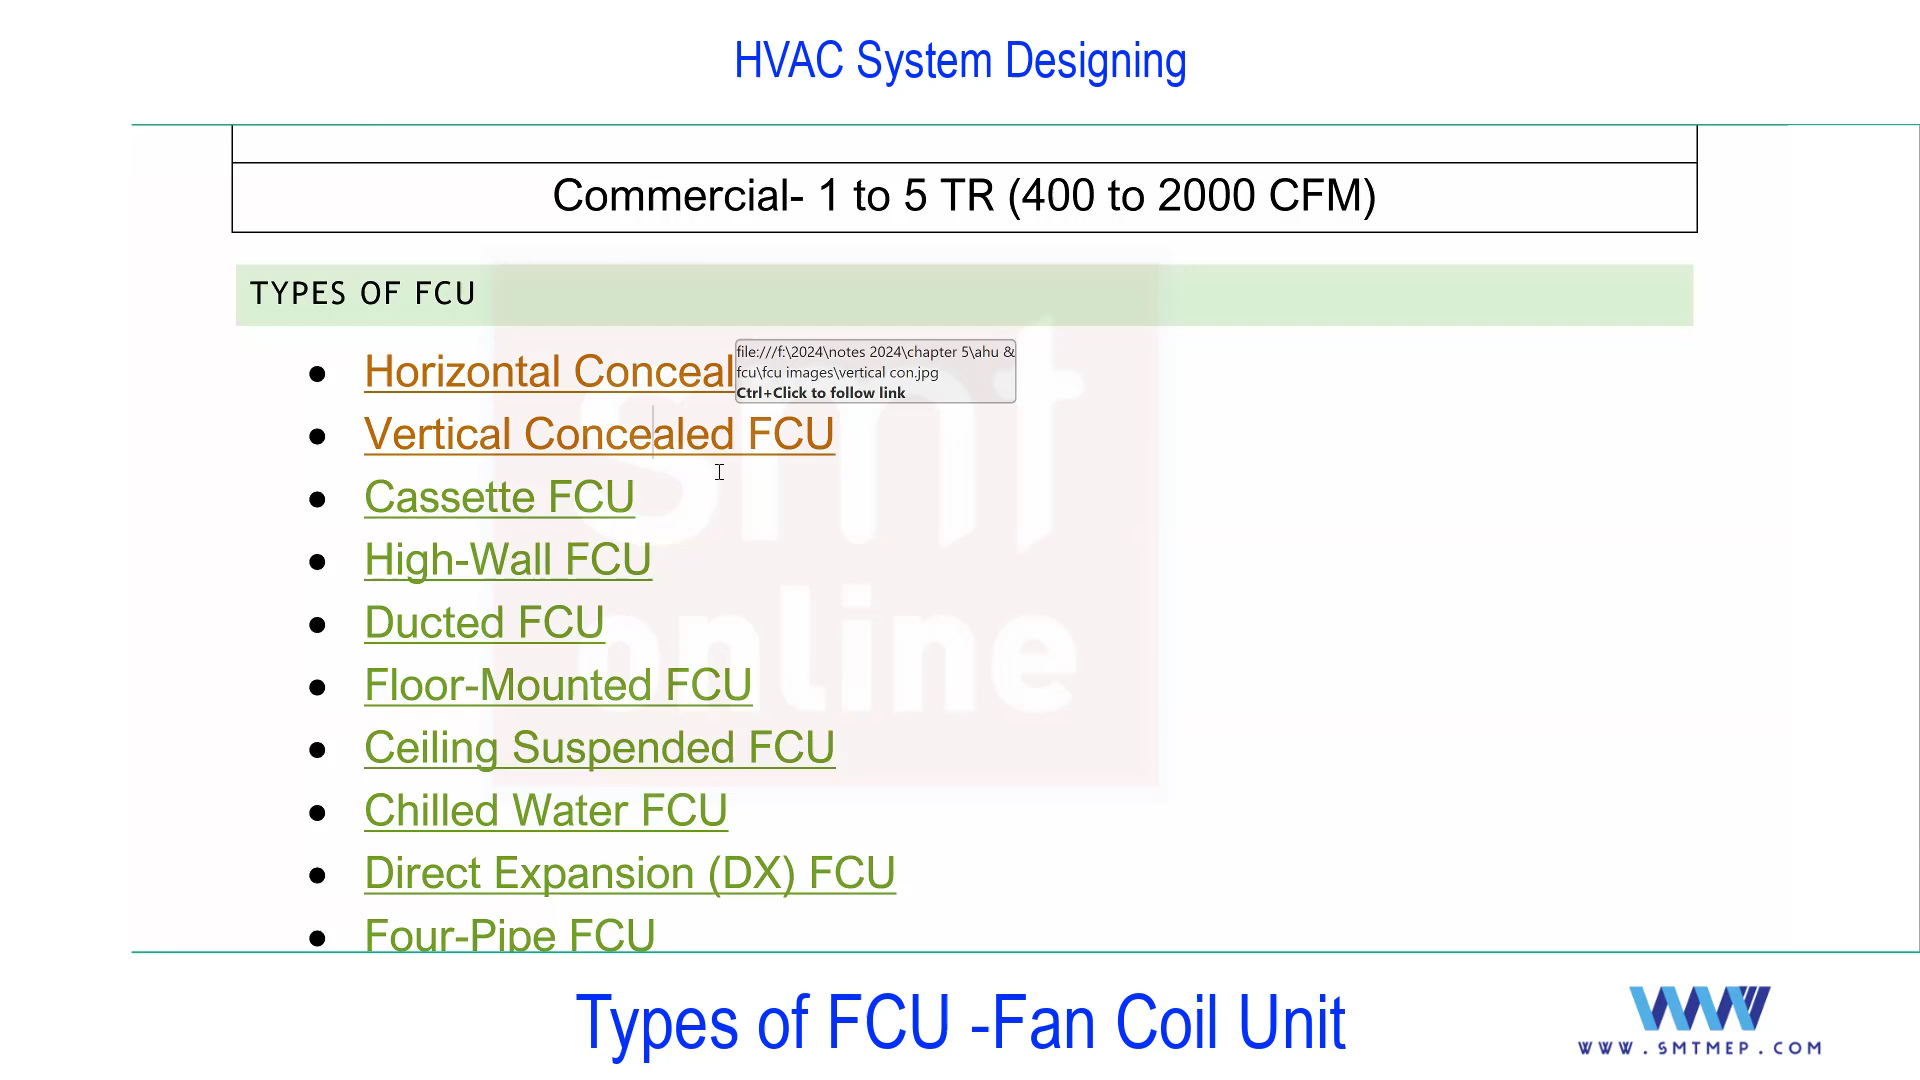 HVAC System Designing
Commercial- 1 to 5 TR (400 to 2000 CFM)
TYPES OF FCU
Horizontal Conceal
file:///f:\2024\notes 2024\chapter 5\ahu &
fcu\fcu images\vertical con.jpg
Ctrl+Click to follow link
Vertical Concealed FCU
Cassette FCU
High-Wall FCU
Ducted FCU
Floor-Mounted FCU
Ceiling Suspended FCU
Chilled Water FCU
Direct Expansion (DX) FCU
Four-Pipe FCU
smt
online
Types of FCU -Fan Coil Unit
WWW.SMTMEP.COM